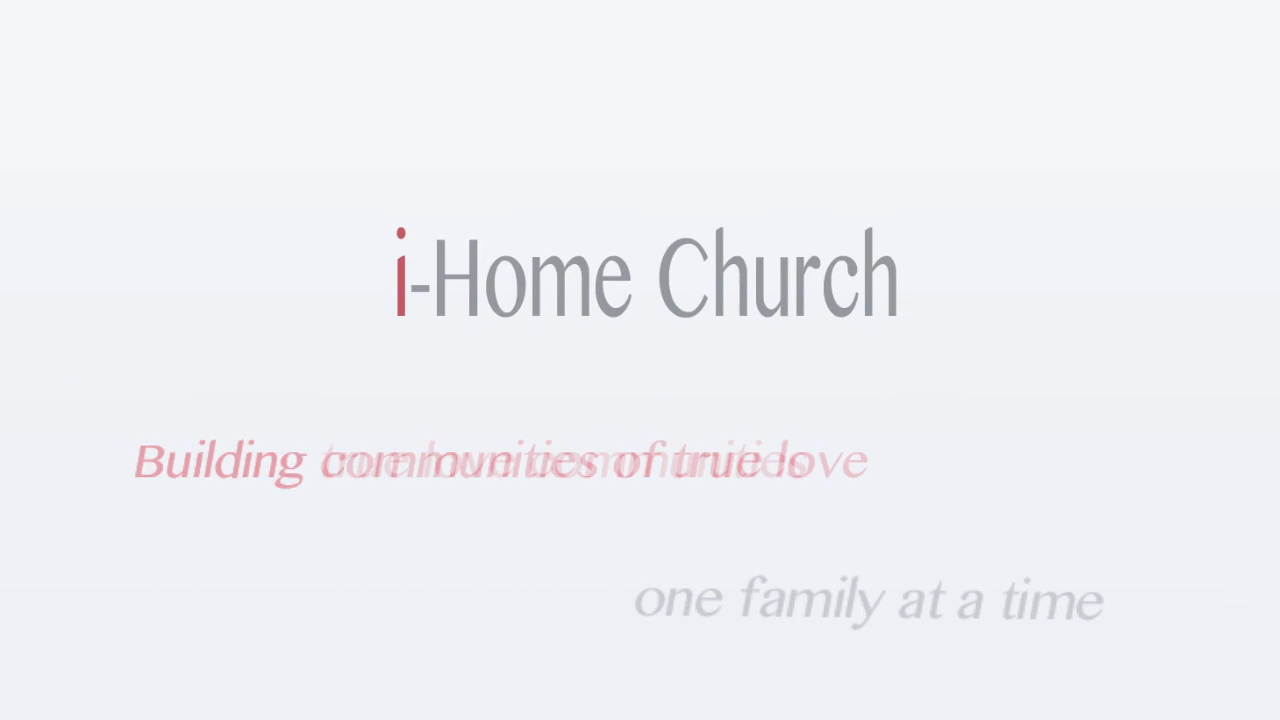 i-Home Church
Building communities of true love
one family at a time